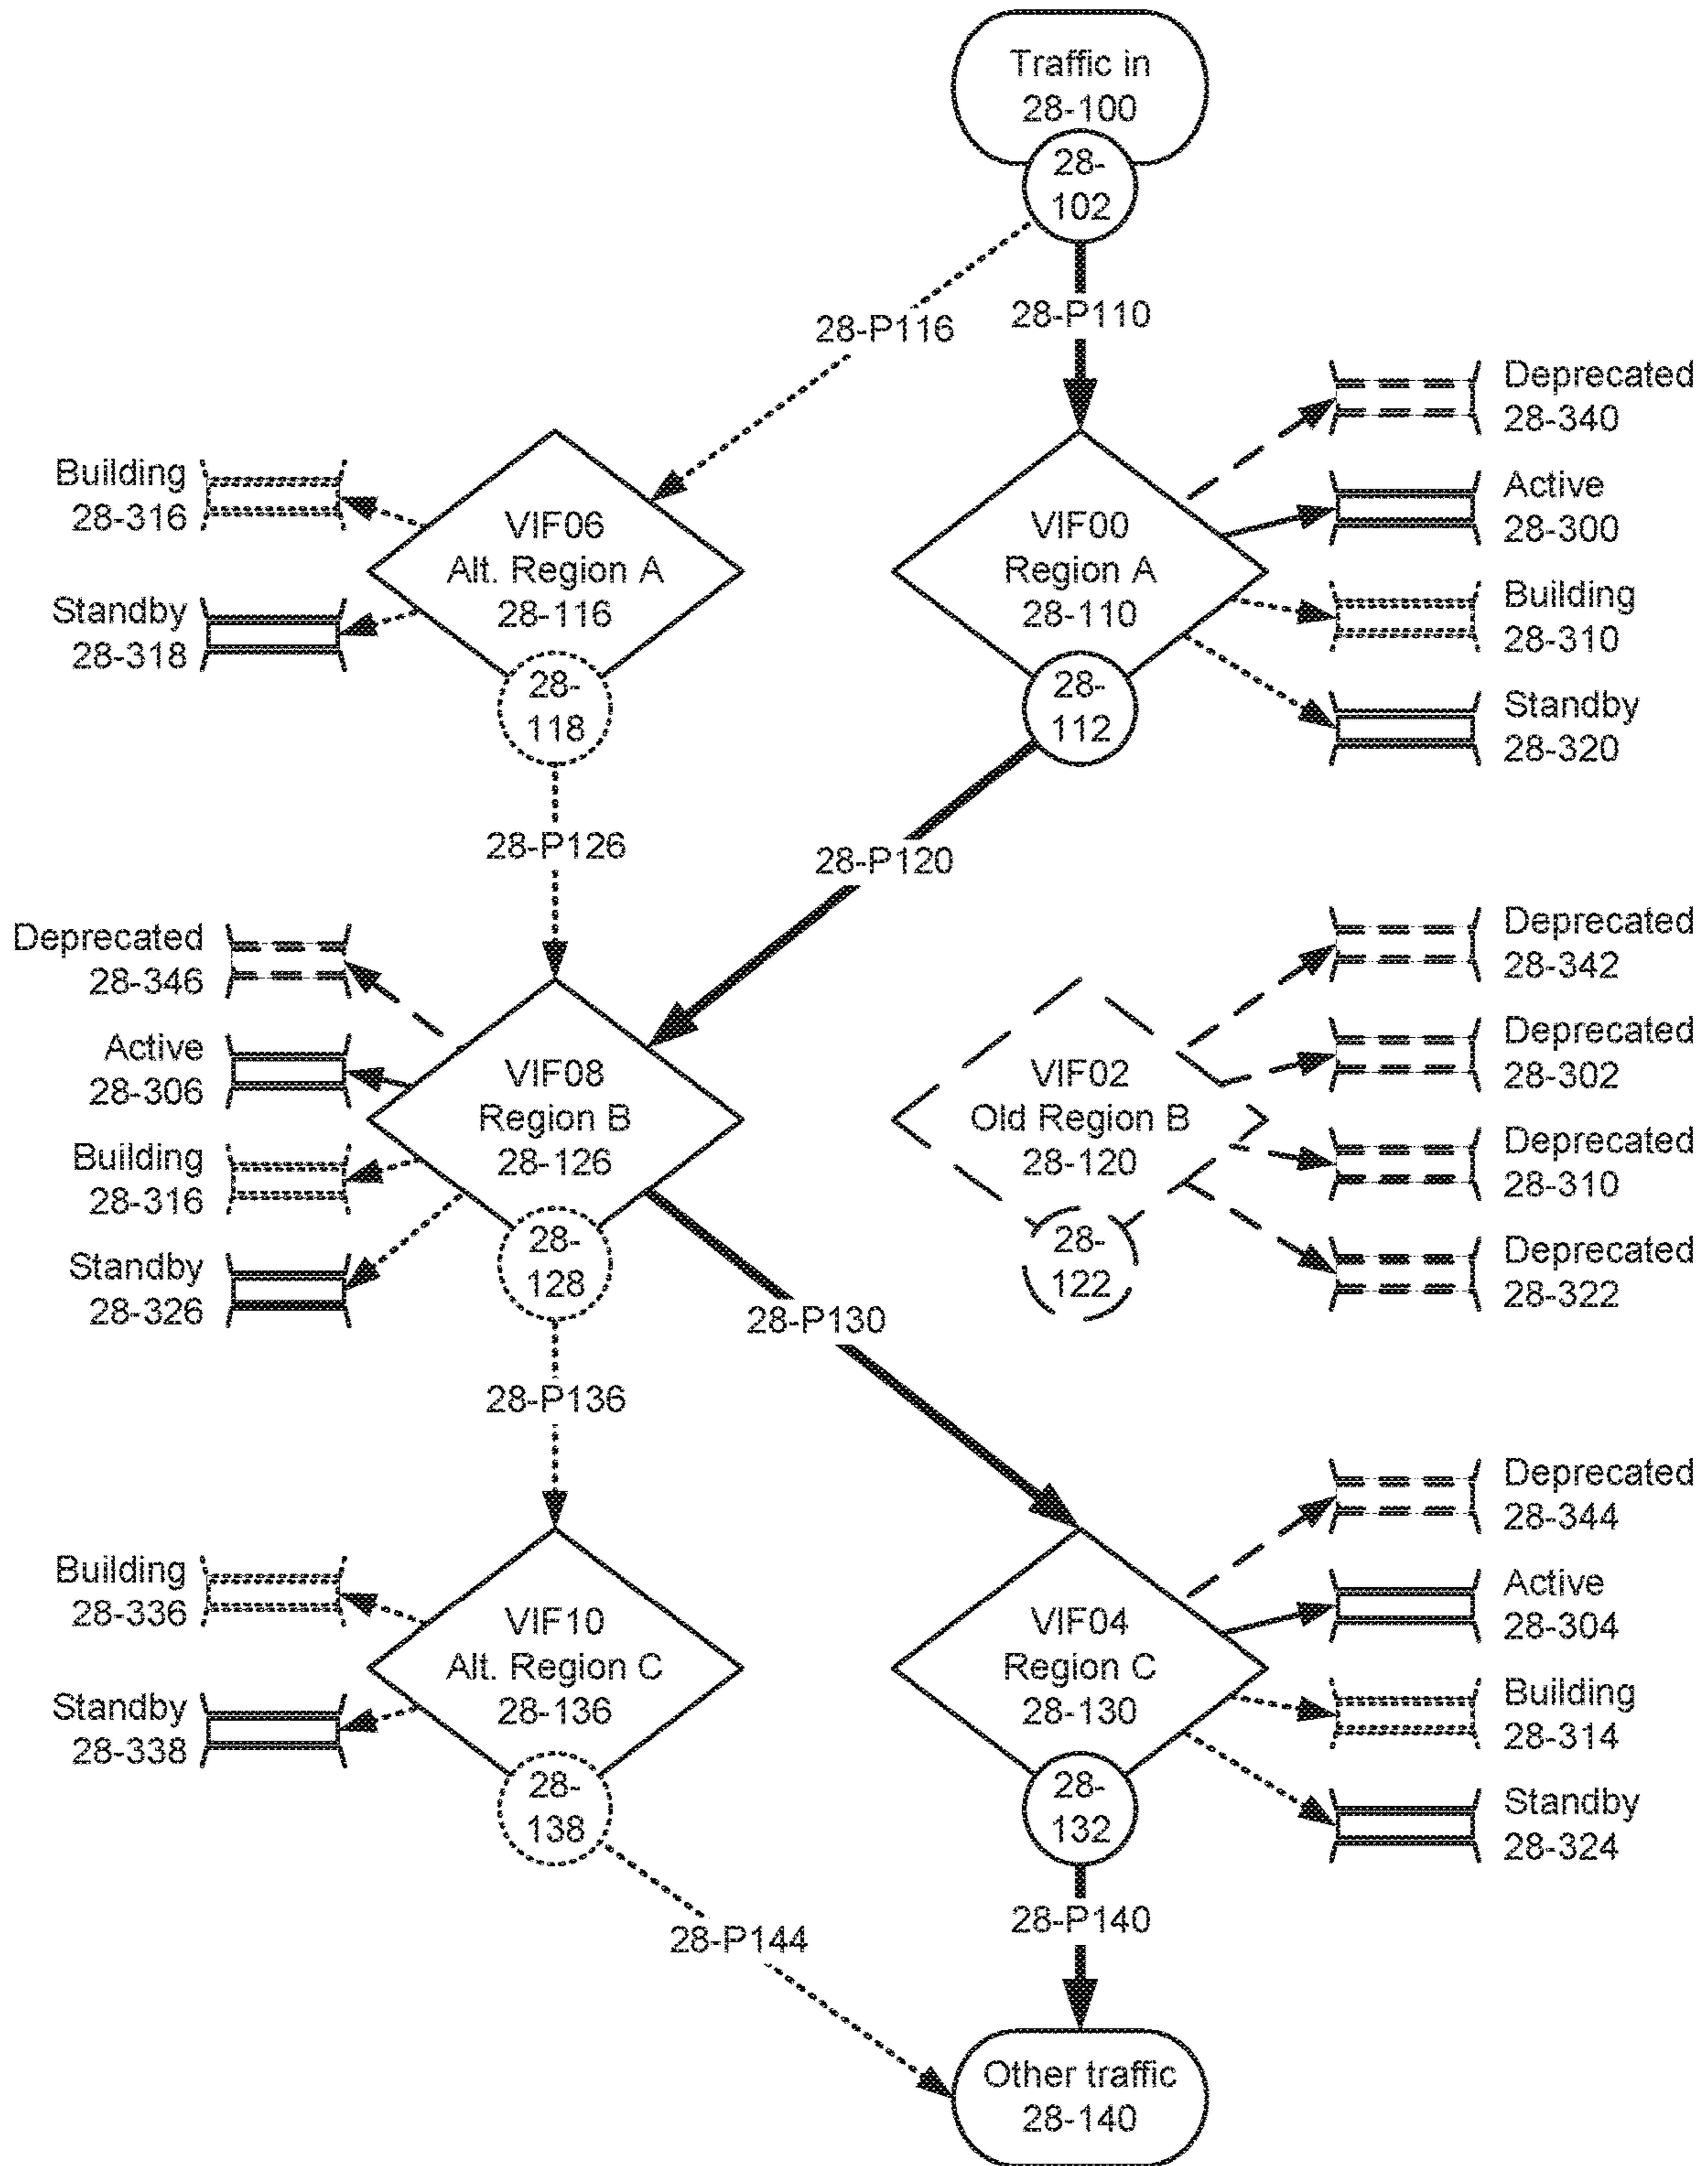 Traffic in
28-100
28-
102
28-P116
28-P110
Deprecated
28-340
Active
28-300
Building
28-310
Standby
28-320
Building
28-316
Standby
28-318
VIF06
Alt. Region A
28-116
28-
118
VIF00
Region A
28-110
28-
112
28-P126
28-P120
Deprecated
28-346
Active
28-306
Building
28-316
Standby
28-326
VIF08
Region B
28-126
28-
128
VIF02
Old Region B
28-120
28-
122
Deprecated
28-342
Deprecated
28-302
Deprecated
28-310
Deprecated
28-322
28-P130
28-P136
Building
28-336
Standby
28-338
VIF10
Alt. Region C
28-136
28-
138
VIF04
Region C
28-130
28-
132
Deprecated
28-344
Active
28-304
Building
28-314
Standby
28-324
28-P144
28-P140
Other traffic
28-140